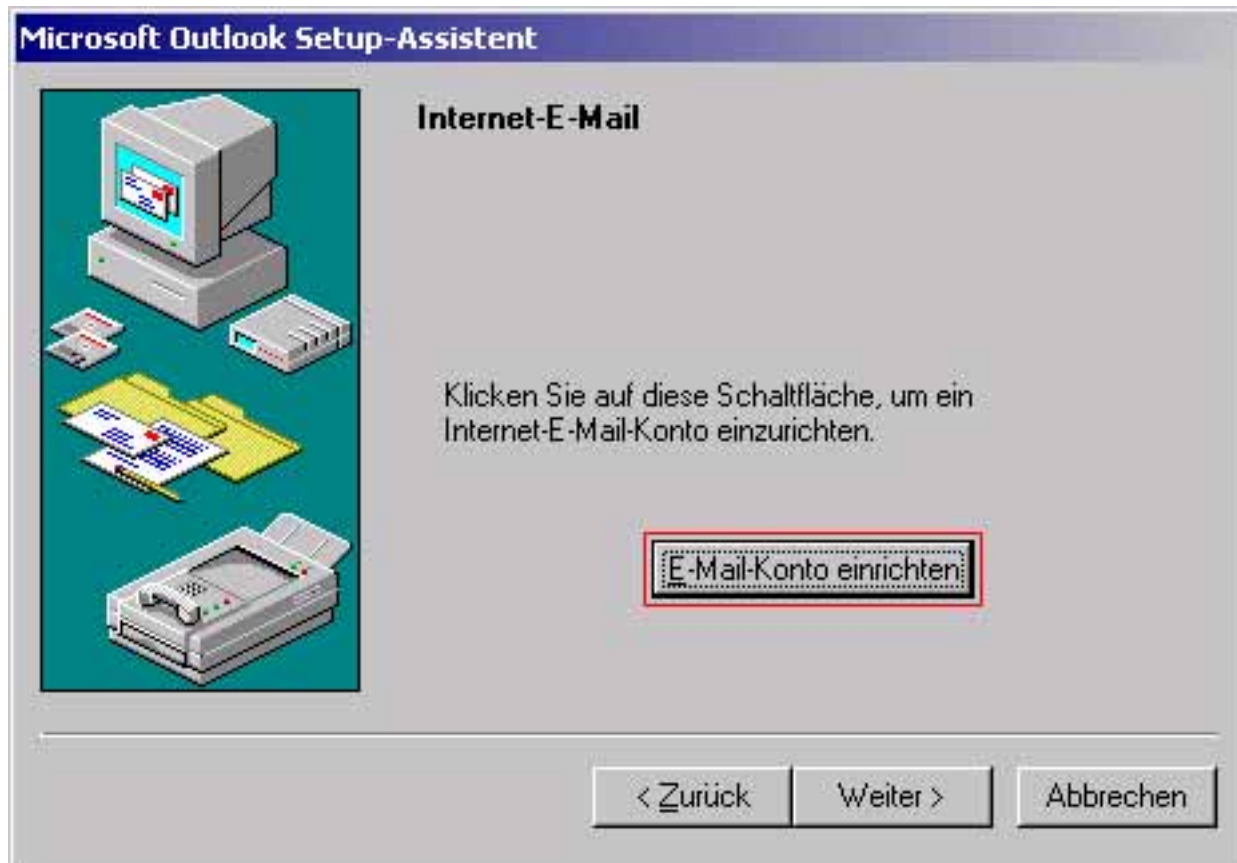 Microsoft Outlook Setup-Assistent
Internet-E-Mail
Klicken Sie auf diese Schaltfläche, um ein
Internet-E-Mail-Konto einzurichten.
E-Mail-Konto einrichten
< Zurück
Weiter >
Abbrechen